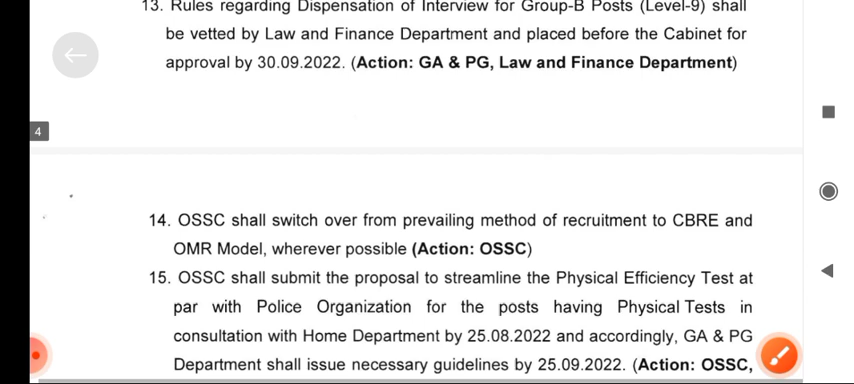 13. Rules regarding Dispensation of Interview for Group-B Posts (Level-9) shall
be vetted by Law and Finance Department and placed before the Cabinet for
approval by 30.09.2022. (Action: GA & PG, Law and Finance Department)
4
14. OSSC shall switch over from prevailing method of recruitment to CBRE and
OMR Model, wherever possible (Action: OSSC)
15. OSSC shall submit the proposal to streamline the Physical Efficiency Test at
par with Police Organization for the posts having Physical Tests in
consultation with Home Department by 25.08.2022 and accordingly, GA & PG
Department shall issue necessary guidelines by 25.09.2022. (Action: OSSC,